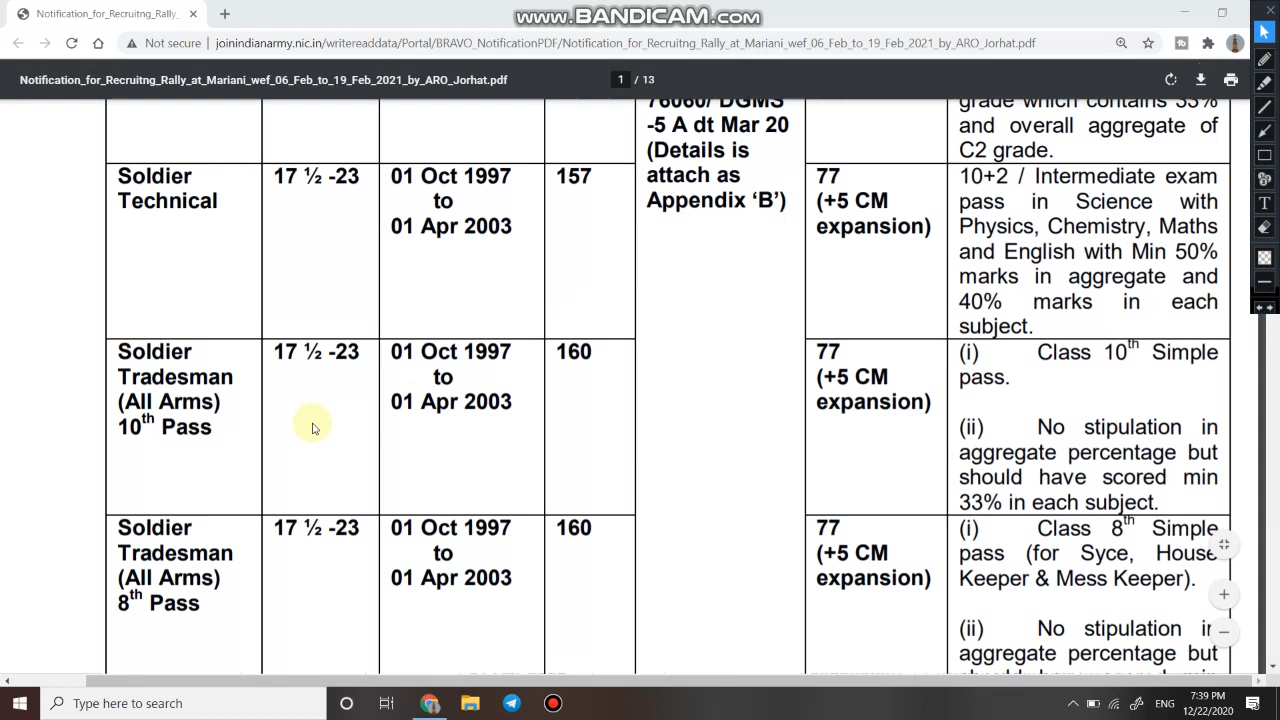 Notification_for_Recruitng_Rally_
www.BANDICAM.com
Not secure
joinindianarmy.nic.in/writereaddata/Portal/BRAVO_NotificationPDF/Notification_for_Recruitng_Rally_at_Mariani_wef_06_Feb_to_19_Feb_2021_by_ARO_Jorhat.pdf
Notification_for_Recruitng_Rally_at_Mariani_wef_06_Feb_to_19_Feb_2021_by_ARO_Jorhat.pdf
1 / 13
76060/ DGMS
-5 A dt Mar 20
(Details is
attach as
Appendix ‘B’)
grade which contains 33%
and overall aggregate of
C2 grade.
Soldier
Technical
17 ½ -23
01 Oct 1997
to
01 Apr 2003
157
77
(+5 CM
expansion)
10+2 / Intermediate exam
pass in Science with
Physics, Chemistry, Maths
and English with Min 50%
marks in aggregate and
40% marks in each
subject.
Soldier
Tradesman
(All Arms)
10th Pass
17 ½ -23
01 Oct 1997
to
01 Apr 2003
160
77
(+5 CM
expansion)
(i) Class 10th Simple
pass.
(ii) No stipulation in
aggregate percentage but
should have scored min
33% in each subject.
Soldier
Tradesman
(All Arms)
8th Pass
17 ½ -23
01 Oct 1997
to
01 Apr 2003
160
77
(+5 CM
expansion)
(i) Class 8th Simple
pass (for Syce, House
Keeper & Mess Keeper).
(ii) No stipulation in
aggregate percentage but
Type here to search
ENG
7:39 PM
12/22/2020